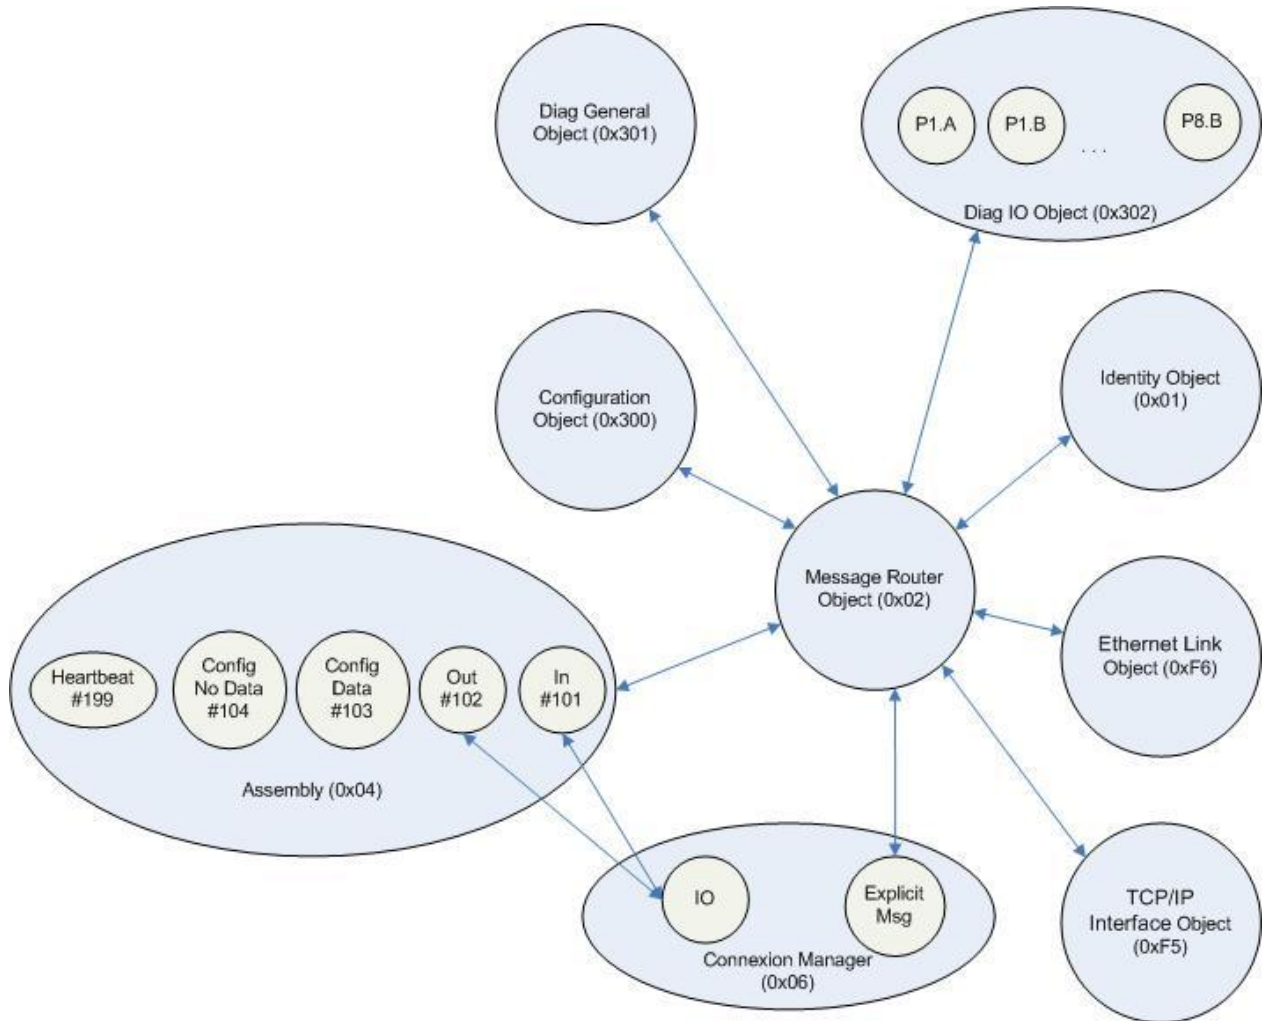 Diag General
Object (0x301)
P1.A
P1.B
. . .
P8.B
Diag IO Object (0x302)
Configuration
Object (0x300)
Identity Object
(0x01)
Message Router
Object (0x02)
Ethernet Link
Object (0xF6)
Heartbeat
#199
Config
No Data
#104
Config
Data
#103
Out
#102
In
#101
Assembly (0x04)
IO
Explicit
Msg
Connexion Manager
(0x06)
TCP/IP
Interface Object
(0xF5)